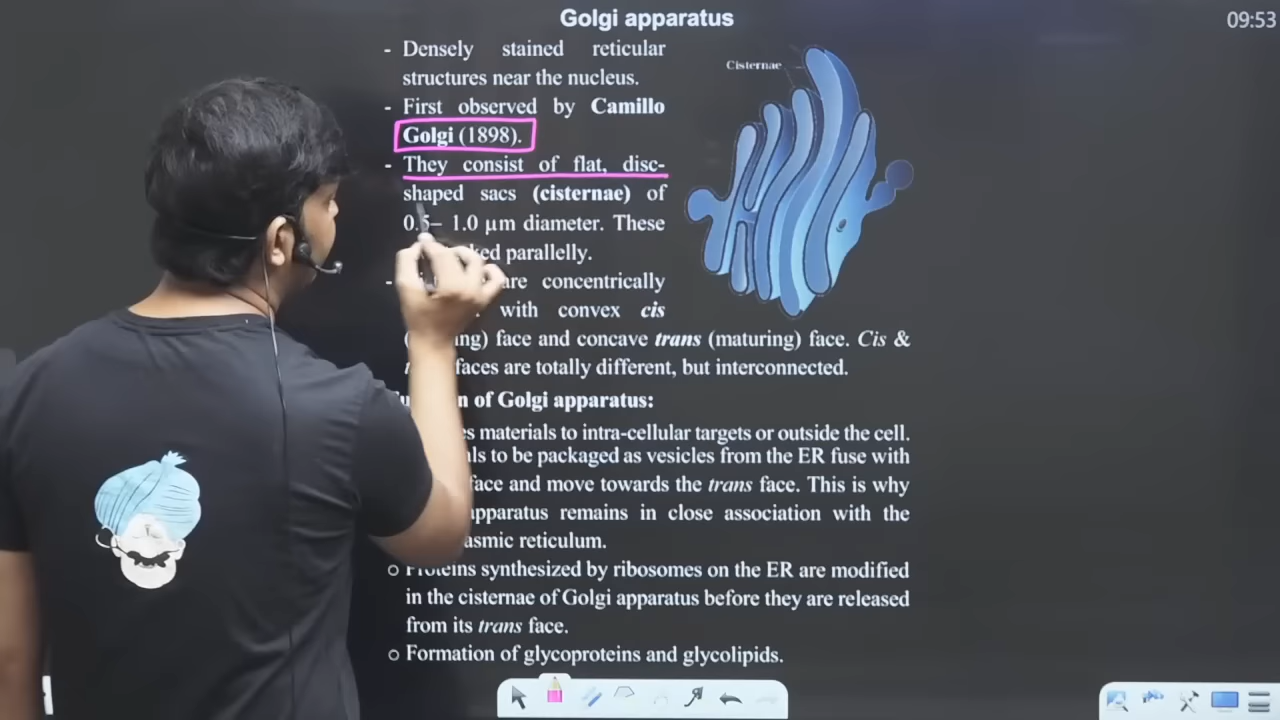 Golgi apparatus
09:53
- Densely stained reticular
structures near the nucleus.
Cisternae
- First observed by Camillo
Golgi (1898).
- They consist of flat, disc-
shaped sacs (cisternae) of
0.5– 1.0 µm diameter. These
parallelly.
- are concentrically
with convex cis
face and concave trans (maturing) face. Cis &
faces are totally different, but interconnected.
of Golgi apparatus:
materials to intra-cellular targets or outside the cell.
to be packaged as vesicles from the ER fuse with
face and move towards the trans face. This is why
apparatus remains in close association with the
reticulum.
o Proteins synthesized by ribosomes on the ER are modified
in the cisternae of Golgi apparatus before they are released
from its trans face.
o Formation of glycoproteins and glycolipids.